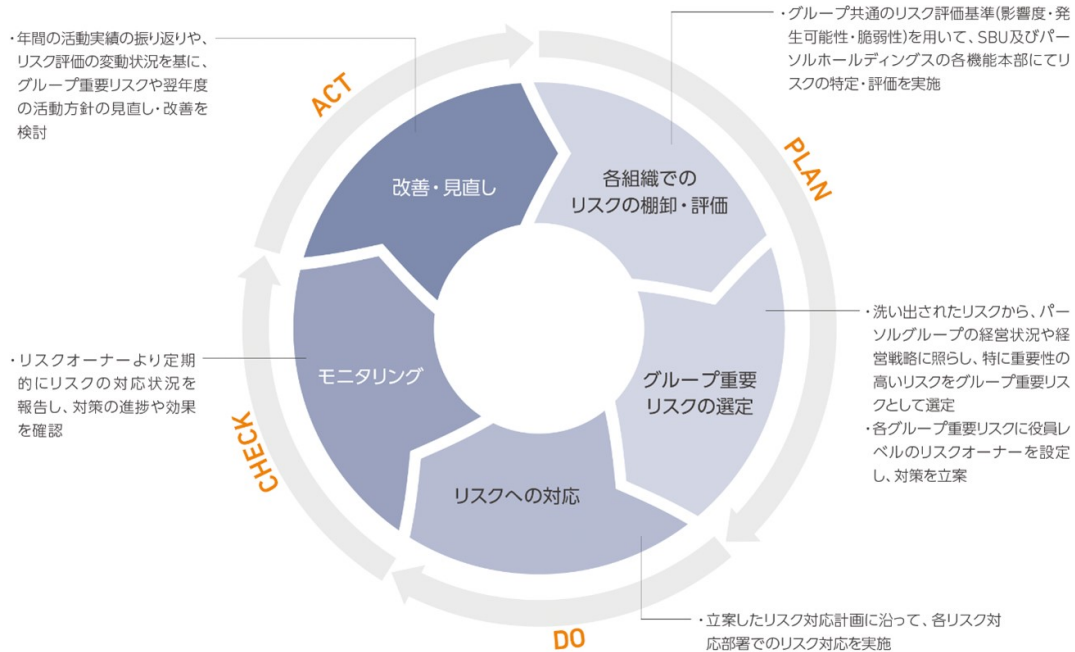 ・グループ共通のリスク評価基準(影響度・発
生可能性・脆弱性)を用いて、SBU及びパー
ソルホールディングスの各機能本部にてリ
スクの特定・評価を実施
PLAN
各組織での
リスクの棚卸・評価
・洗い出されたリスクから、パー
ソルグループの経営状況や経
営戦略に照らし、特に重要性の
高いリスクをグループ重要リス
クとして選定
・各グループ重要リスクに役員レ
ベルのリスクオーナーを設定
し、対策を立案
グループ重要
リスクの選定
リスクへの対応
・立案したリスク対応計画に沿って、各リスク対
応部署でのリスク対応を実施
DO
モニタリング
・リスクオーナーより定期
的にリスクの対応状況を
報告し、対策の進捗や効果
を確認
CHECK
改善・見直し
・年間の活動実績の振り返りや、
リスク評価の変動状況を基に、
グループ重要リスクや翌年度
の活動方針の見直し・改善を
検討
ACT